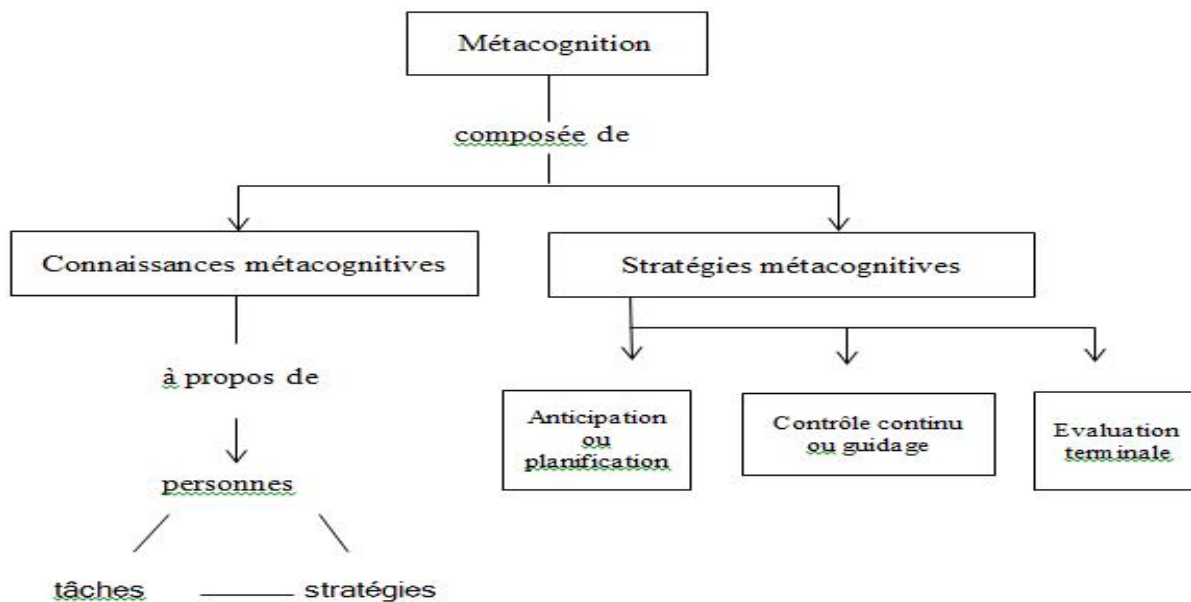 Métacognition
composée de
Connaissances métacognitives
Stratégies métacognitives
à propos de
personnes
tâches
stratégies
Anticipation
ou
planification
Contrôle continu
ou guidage
Evaluation
terminale